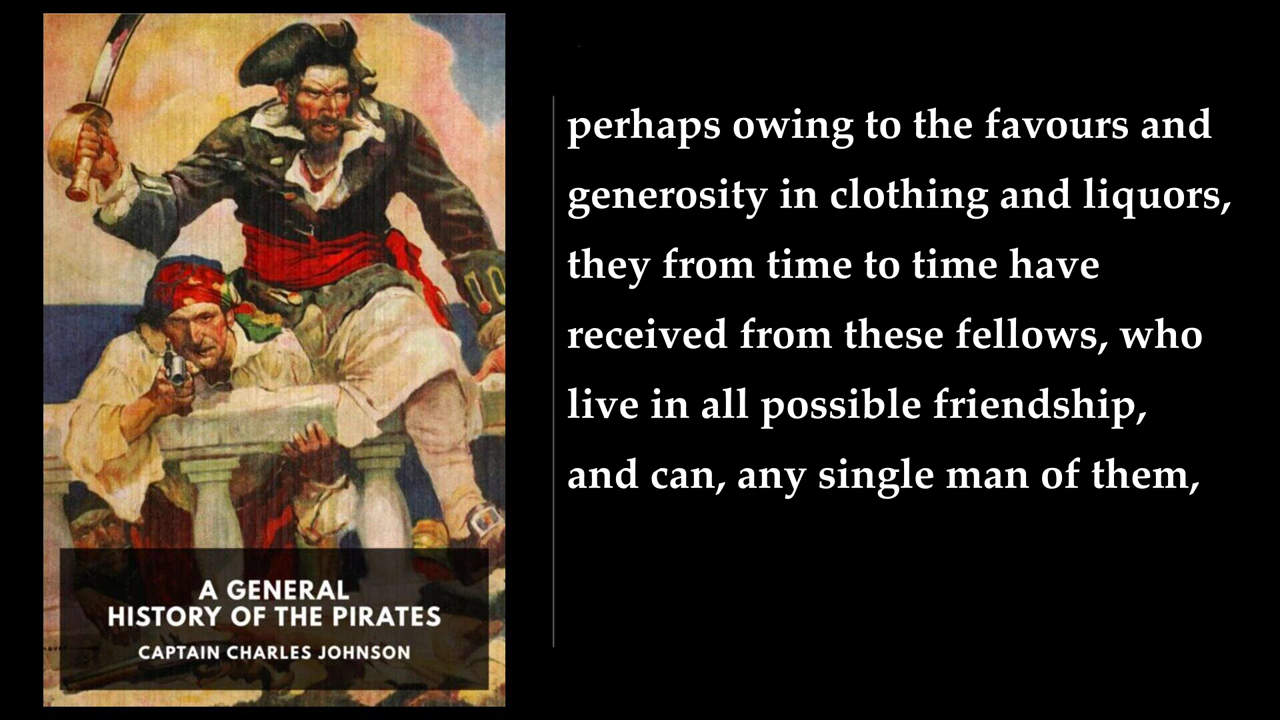 A GENERAL
HISTORY OF THE PIRATES
CAPTAIN CHARLES JOHNSON
perhaps owing to the favours and
generosity in clothing and liquors,
they from time to time have
received from these fellows, who
live in all possible friendship,
and can, any single man of them,